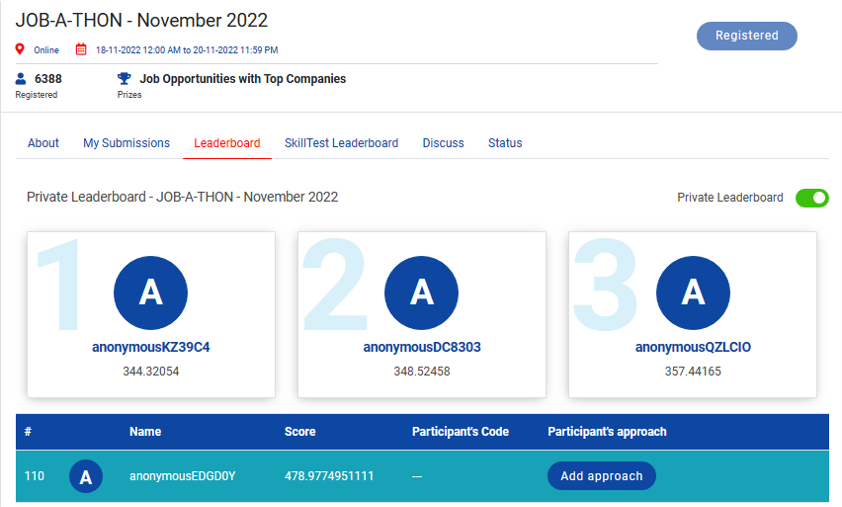 JOB-A-THON - November 2022
Registered
Online 18-11-2022 12:00 AM to 20-11-2022 11:59 PM
6388 Job Opportunities with Top Companies
Registered Prizes
About My Submissions Leaderboard SkillTest Leaderboard Discuss Status
Private Leaderboard - JOB-A-THON - November 2022 Private Leaderboard
1 2 3
A A A
anonymousKZ39C4 anonymousDC8303 anonymousQZLCIO
344.32054 348.52458 357.44165
# Name Score Participant's Code Participant's approach
110 A anonymousEDGD0Y 478.9774951111 --- Add approach